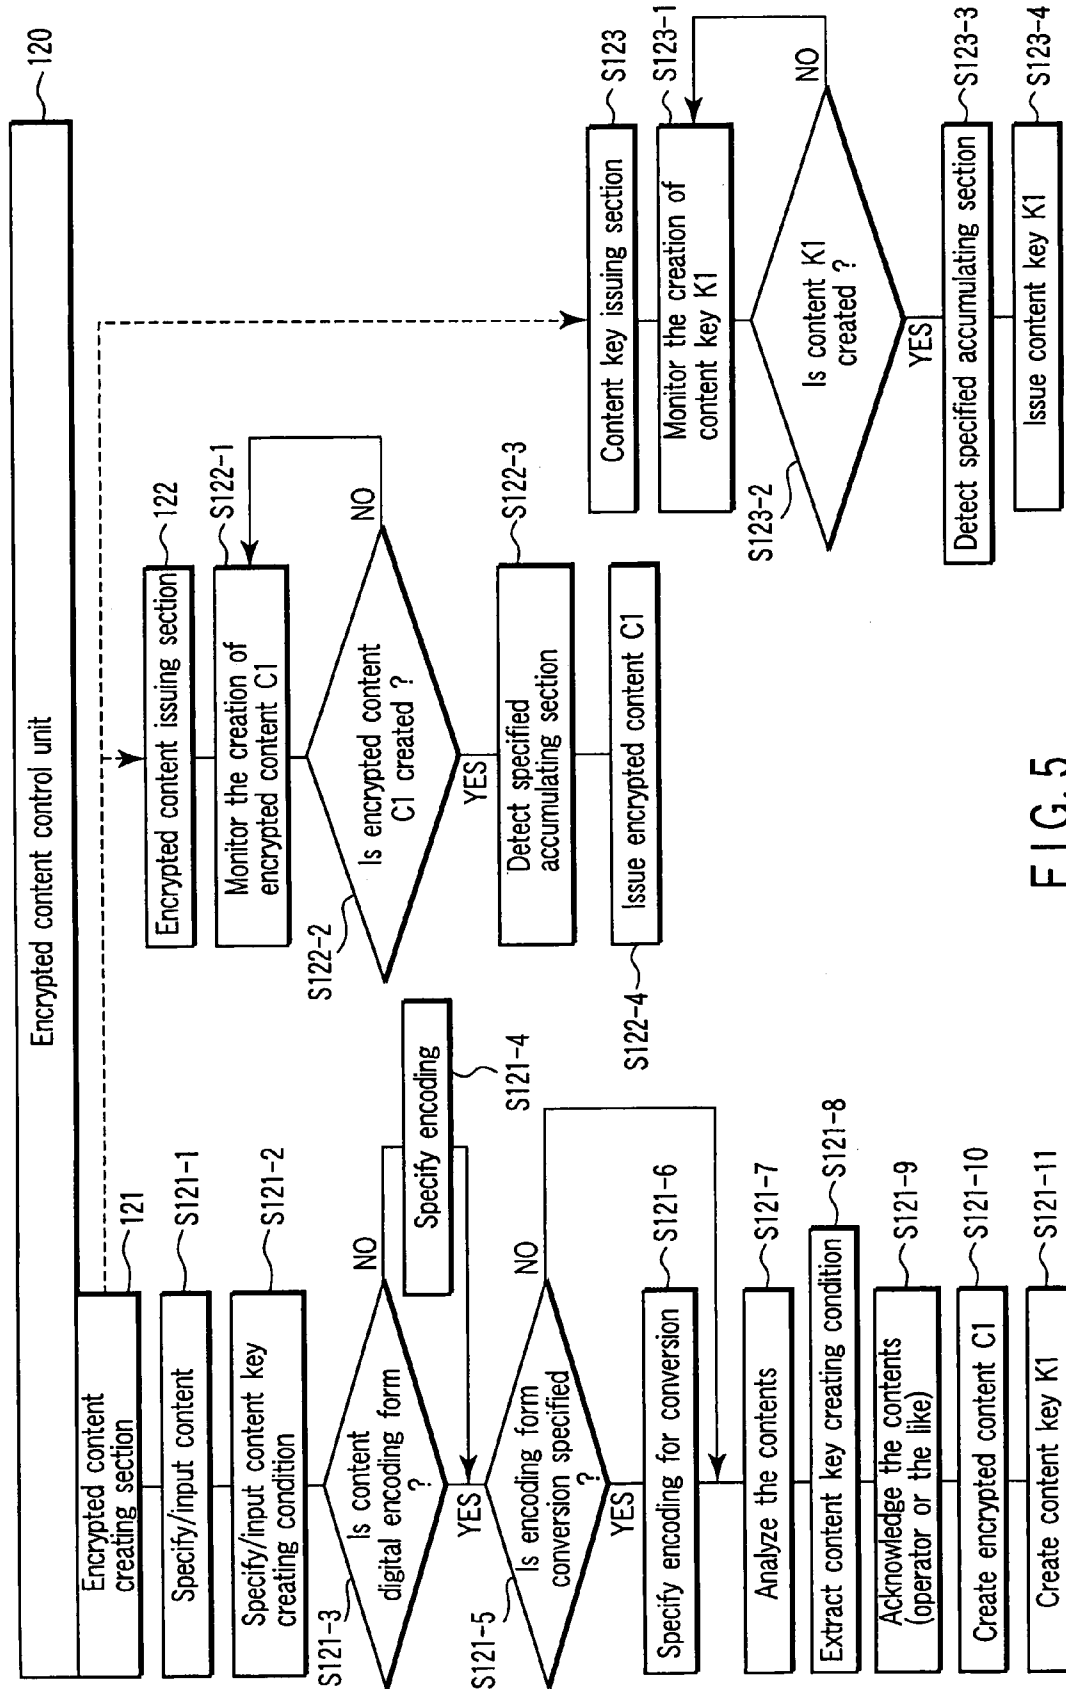 Encrypted content control unit
120
Encrypted content
creating section
121
Specify/input content
S121-1
Specify/input content key
creating condition
S121-2
Is content
digital encoding form
?
S121-3
NO
YES
Specify encoding
S121-4
Is encoding form
conversion specified
?
S121-5
NO
YES
Specify encoding for conversion
S121-6
Analyze the contents
S121-7
Extract content key creating condition
S121-8
Acknowledge the contents
(operator or the like)
S121-9
Create encrypted content C1
S121-10
Create content key K1
S121-11
Encrypted content issuing section
122
Monitor the creation of
encrypted content C1
S122-1
Is encrypted content
C1 created ?
S122-2
NO
YES
Detect specified
accumulating section
S122-3
Issue encrypted content C1
S122-4
Content key issuing section
S123
Monitor the creation of
content key K1
S123-1
Is content K1
created ?
S123-2
NO
YES
Detect specified accumulating section
S123-3
Issue content key K1
S123-4
FIG.5